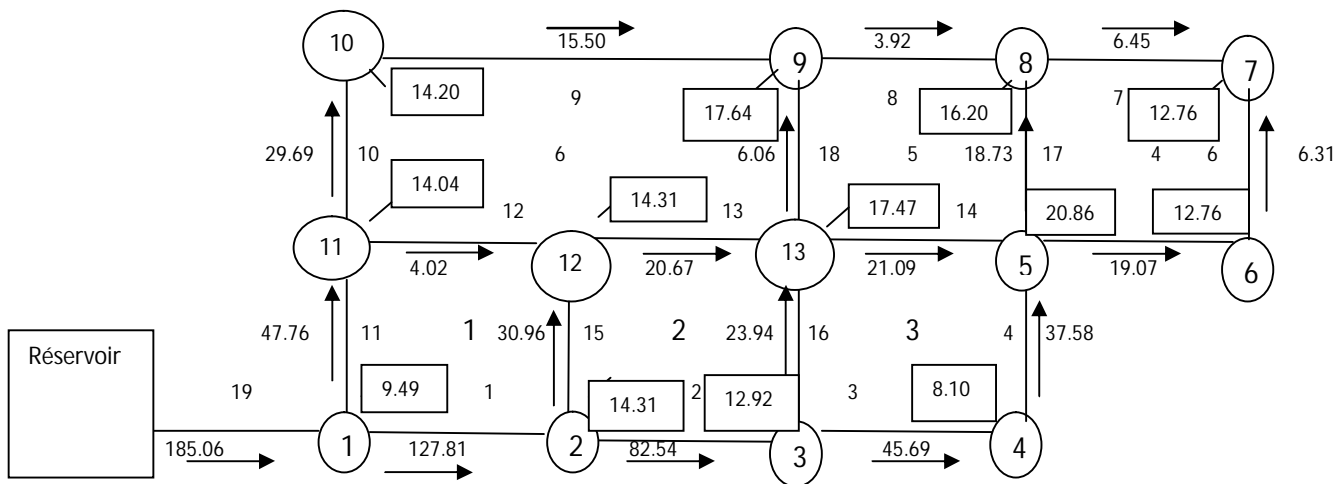 10 15.50 9 3.92 8 6.45 7
14.20 9 17.64 8 16.20 7 12.76
29.69 10 6 6.06 18 5 18.73 17 4 6 6.31
14.04 12 14.31 13 17.47 14 20.86 12.76
11 4.02 12 20.67 13 21.09 5 19.07 6
47.76 11 1 30.96 15 2 23.94 16 3 4 37.58
Réservoir
19 9.49 1 14.31 2 12.92 3 8.10
185.06 1 127.81 2 82.54 3 45.69 4